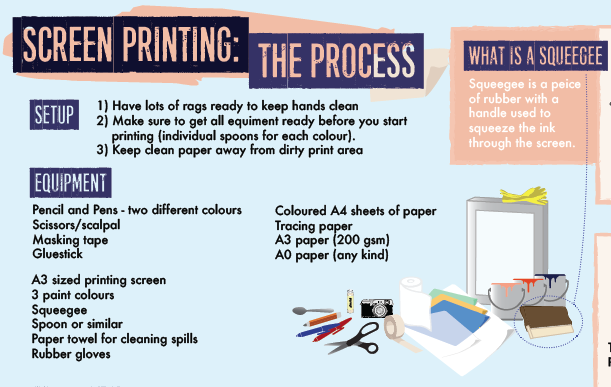 SCREEN PRINTING:
THE PROCESS
SETUP
1) Have lots of rags ready to keep hands clean
2) Make sure to get all equiment ready before you start
printing (individual spoons for each colour).
3) Keep clean paper away from dirty print area
WHAT IS A SQUEEGEE
Squeegee is a peice
of rubber with a
handle used to
squeeze the ink
through the screen.
EQUIPMENT
Pencil and Pens - two different colours
Scissors/scalpal
Masking tape
Gluestick
A3 sized printing screen
3 paint colours
Squeegee
Spoon or similar
Paper towel for cleaning spills
Rubber gloves
Coloured A4 sheets of paper
Tracing paper
A3 paper (200 gsm)
A0 paper (any kind)